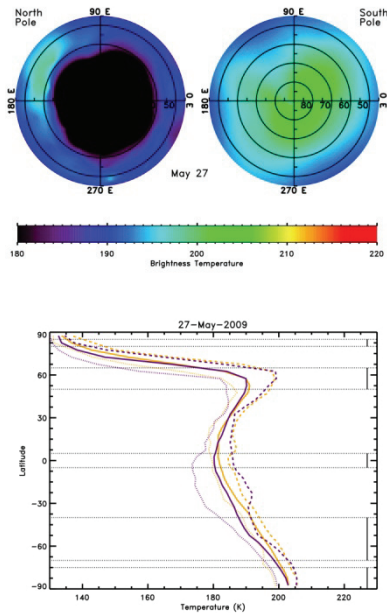 North
Pole
90 E
180 E
50
30
270 E
South
Pole
90 E
180 E
80 70 60 50
30
270 E
May 27
180 190 200 210 220
Brightness Temperature
27-May-2009
90
60
30
0
-30
-60
-90
Latitude
140 160 180 200 220
Temperature (K)